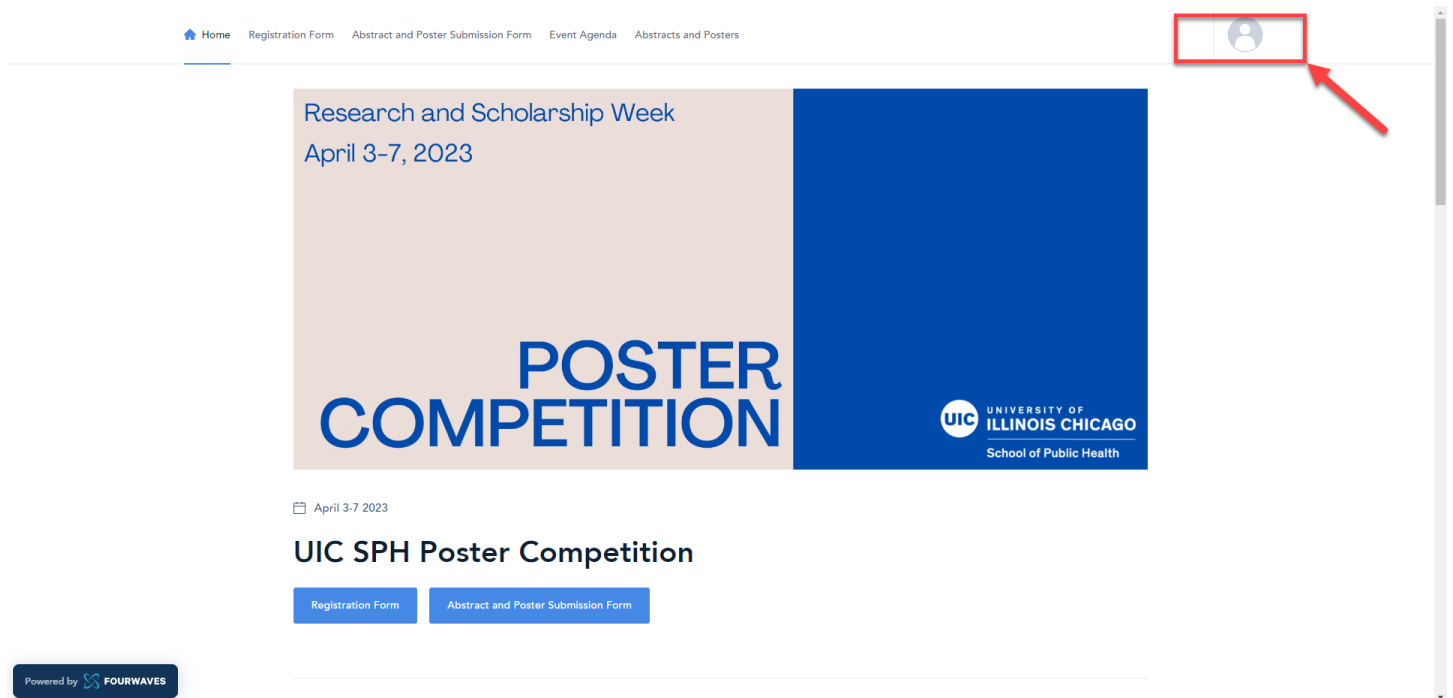 Home Registration Form Abstract and Poster Submission Form Event Agenda Abstracts and Posters
Research and Scholarship Week
April 3-7, 2023
POSTER
COMPETITION
UIC UNIVERSITY OF
ILLINOIS CHICAGO
School of Public Health
April 3-7 2023
UIC SPH Poster Competition
Registration Form Abstract and Poster Submission Form
Powered by FOURWAVES